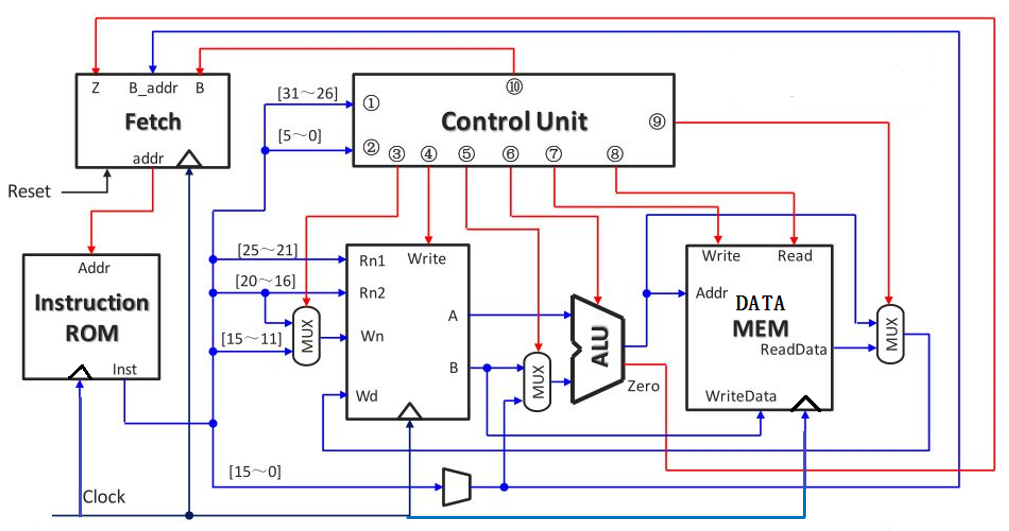 Z B_addr B
Fetch
addr
Reset
[31～26]
[5～0]
①
②
Control Unit
⑩
⑨
③ ④ ⑤ ⑥ ⑦ ⑧
Addr
Instruction
ROM
Inst
Clock
[25～21]
[20～16]
[15～11]
[15～0]
MUX
Rn1 Write
Rn2
Wn
Wd
A
B
MUX
ALU
Zero
Write Read
Addr
DATA
MEM
ReadData
WriteData
MUX